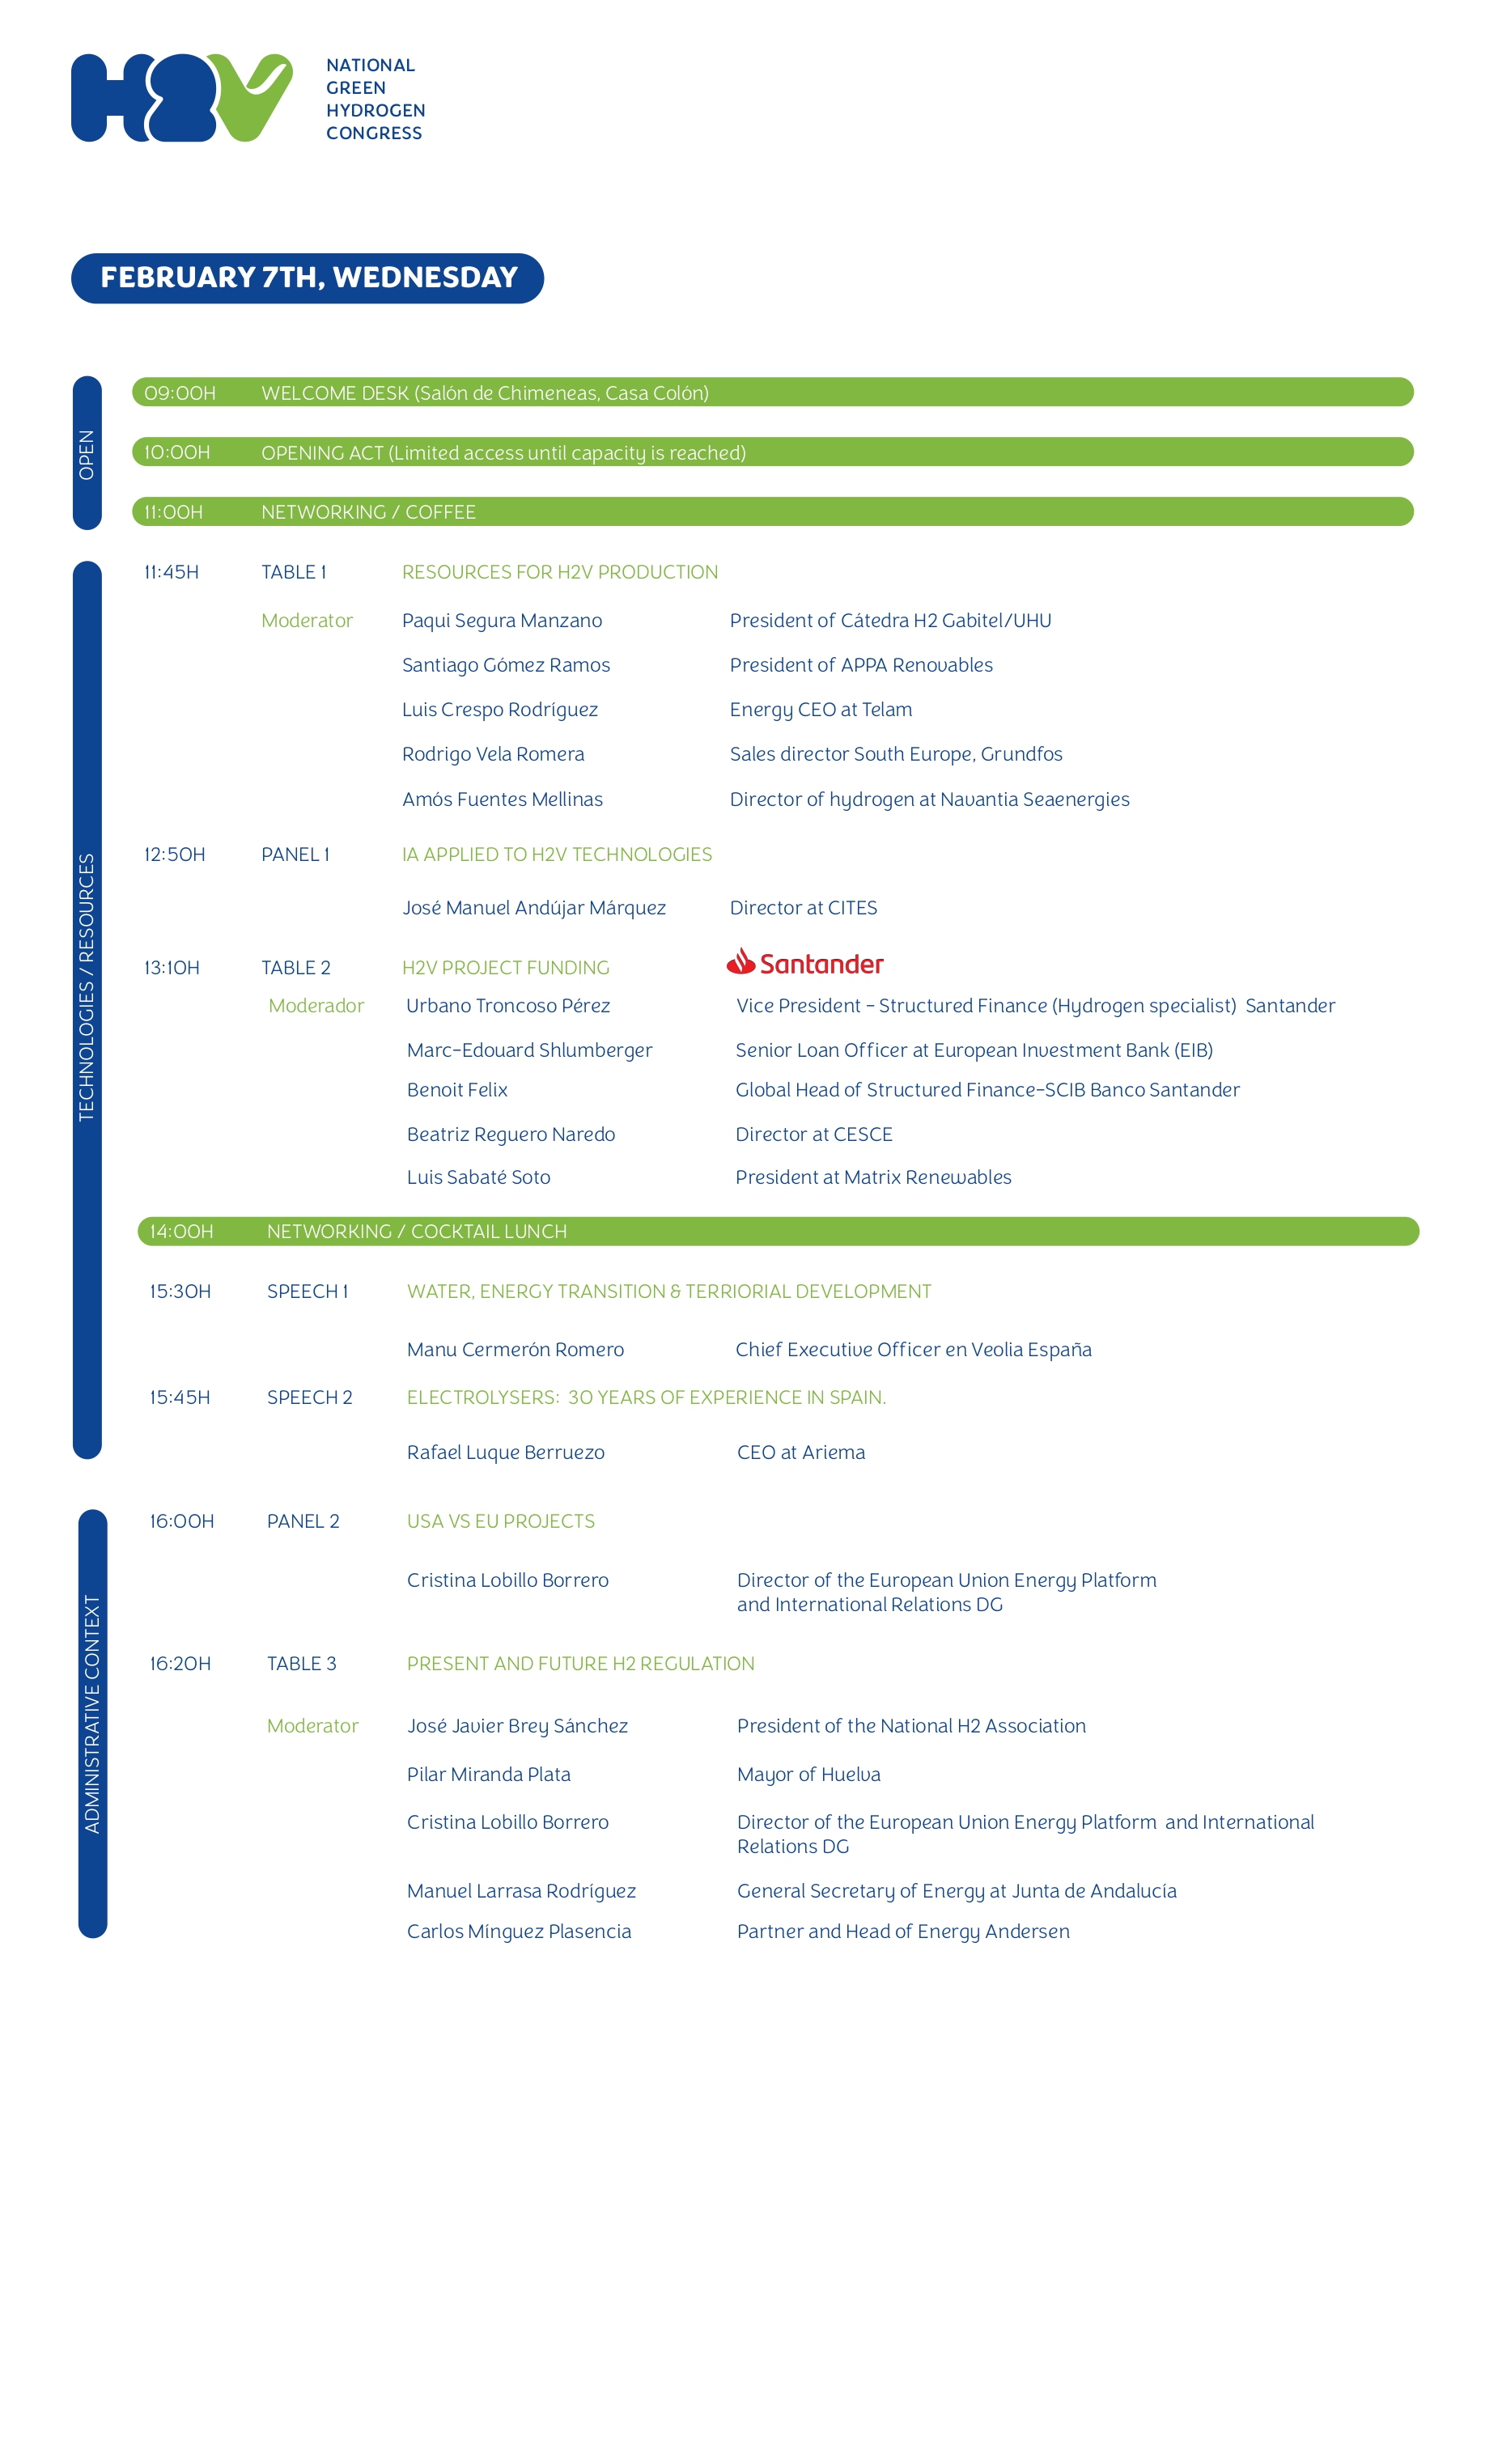 H2V
NATIONAL
GREEN
HYDROGEN
CONGRESS
FEBRUARY 7TH, WEDNESDAY
OPEN
09:00H WELCOME DESK (Salón de Chimeneas, Casa Colón)
10:00H OPENING ACT (Limited access until capacity is reached)
11:00H NETWORKING / COFFEE
TECHNOLOGIES / RESOURCES
11:45H TABLE 1 RESOURCES FOR H2V PRODUCTION
Moderator Paqui Segura Manzano President of Cátedra H2 Gabitel/UHU
Santiago Gómez Ramos President of APPA Renovables
Luis Crespo Rodríguez Energy CEO at Telam
Rodrigo Vela Romera Sales director South Europe, Grundfos
Amós Fuentes Mellinas Director of hydrogen at Navantia Seaenergies
12:50H PANEL 1 IA APPLIED TO H2V TECHNOLOGIES
José Manuel Andújar Márquez Director at CITES
13:10H TABLE 2 H2V PROJECT FUNDING Santander
Moderador Urbano Troncoso Pérez Vice President - Structured Finance (Hydrogen specialist) Santander
Marc-Edouard Shlumberger Senior Loan Officer at European Investment Bank (EIB)
Benoit Felix Global Head of Structured Finance-SCIB Banco Santander
Beatriz Reguero Naredo Director at CESCE
Luis Sabaté Soto President at Matrix Renewables
14:00H NETWORKING / COCKTAIL LUNCH
15:30H SPEECH 1 WATER, ENERGY TRANSITION & TERRIORIAL DEVELOPMENT
Manu Cermerón Romero Chief Executive Officer en Veolia España
15:45H SPEECH 2 ELECTROLYSERS: 30 YEARS OF EXPERIENCE IN SPAIN.
Rafael Luque Berruezo CEO at Ariema
ADMINISTRATIVE CONTEXT
16:00H PANEL 2 USA VS EU PROJECTS
Cristina Lobillo Borrero Director of the European Union Energy Platform
and International Relations DG
16:20H TABLE 3 PRESENT AND FUTURE H2 REGULATION
Moderator José Javier Brey Sánchez President of the National H2 Association
Pilar Miranda Plata Mayor of Huelva
Cristina Lobillo Borrero Director of the European Union Energy Platform and International
Relations DG
Manuel Larrasa Rodríguez General Secretary of Energy at Junta de Andalucía
Carlos Mínguez Plasencia Partner and Head of Energy Andersen